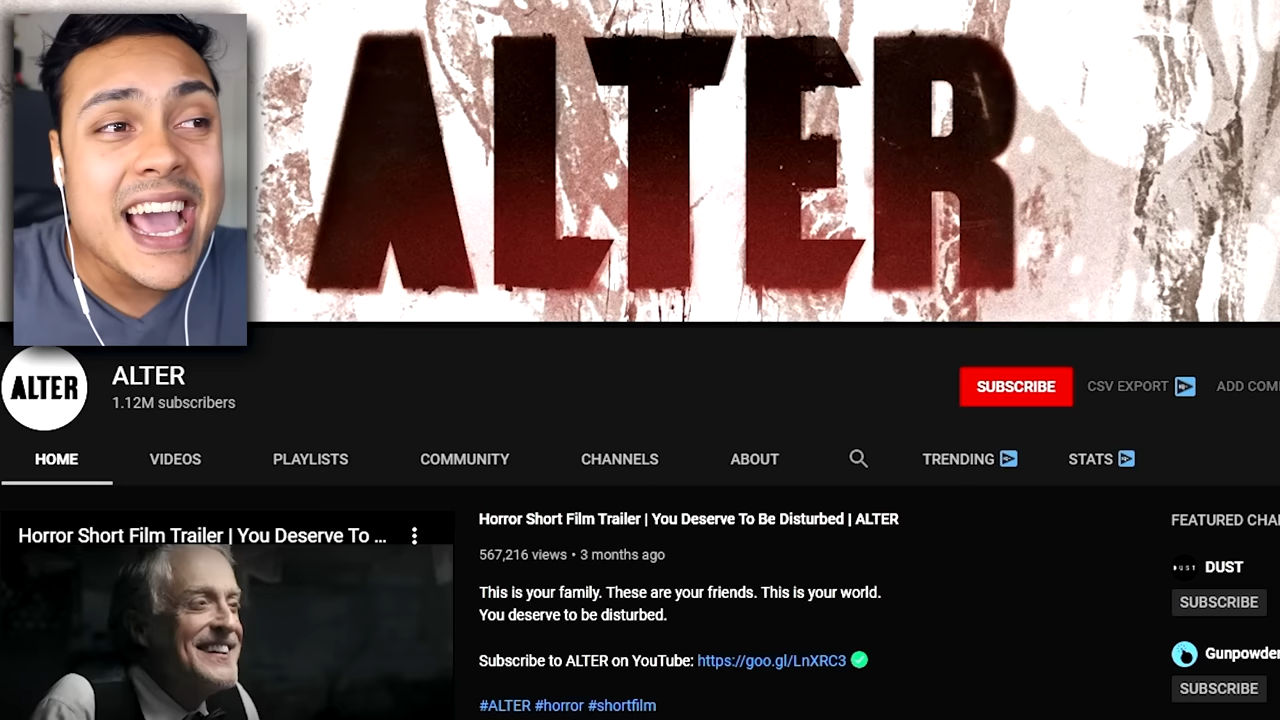 ALTER
ALTER
ALTER
1.12M subscribers
SUBSCRIBE
CSV EXPORT
ADD COM
HOME
VIDEOS
PLAYLISTS
COMMUNITY
CHANNELS
ABOUT
TRENDING
STATS
Horror Short Film Trailer | You Deserve To ...
Horror Short Film Trailer | You Deserve To Be Disturbed | ALTER
567,216 views • 3 months ago
This is your family. These are your friends. This is your world.
You deserve to be disturbed.
Subscribe to ALTER on YouTube: https://goo.gl/LnXRC3
#ALTER #horror #shortfilm
FEATURED CHA
DUST
DUST
SUBSCRIBE
Gunpowder
SUBSCRIBE